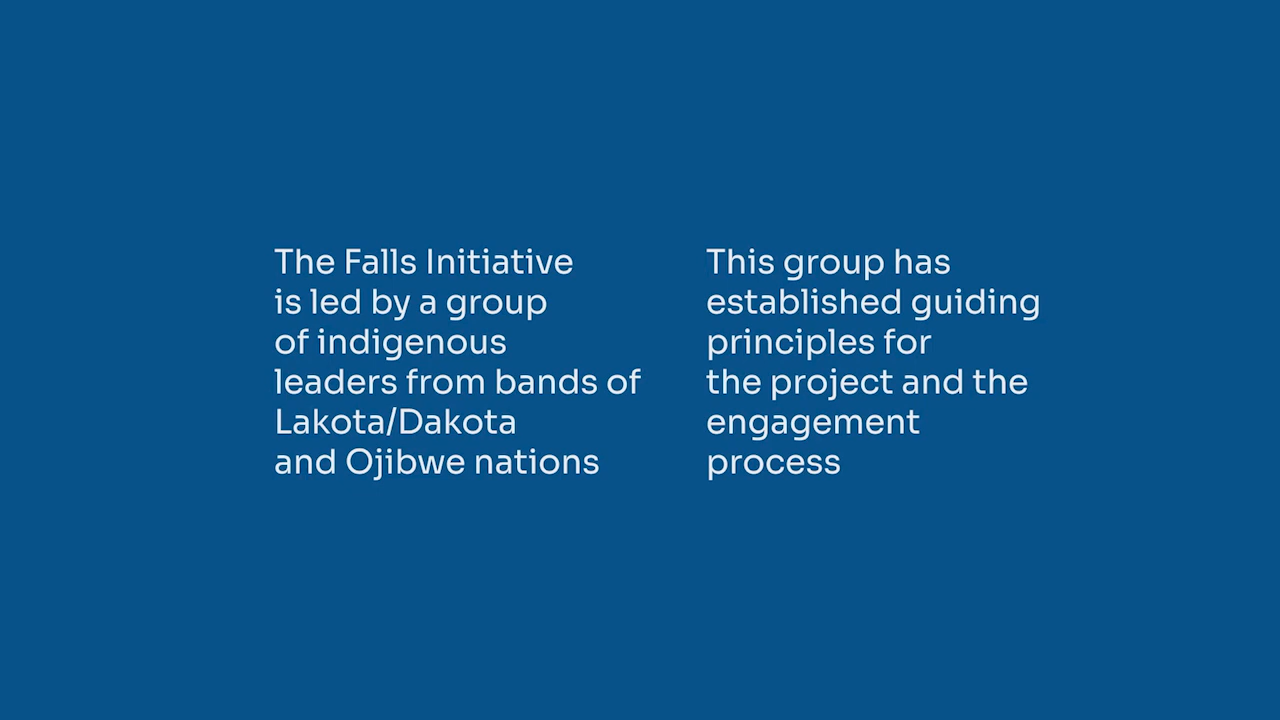 The Falls Initiative
is led by a group
of indigenous
leaders from bands of
Lakota/Dakota
and Ojibwe nations
This group has
established guiding
principles for
the project and the
engagement
process